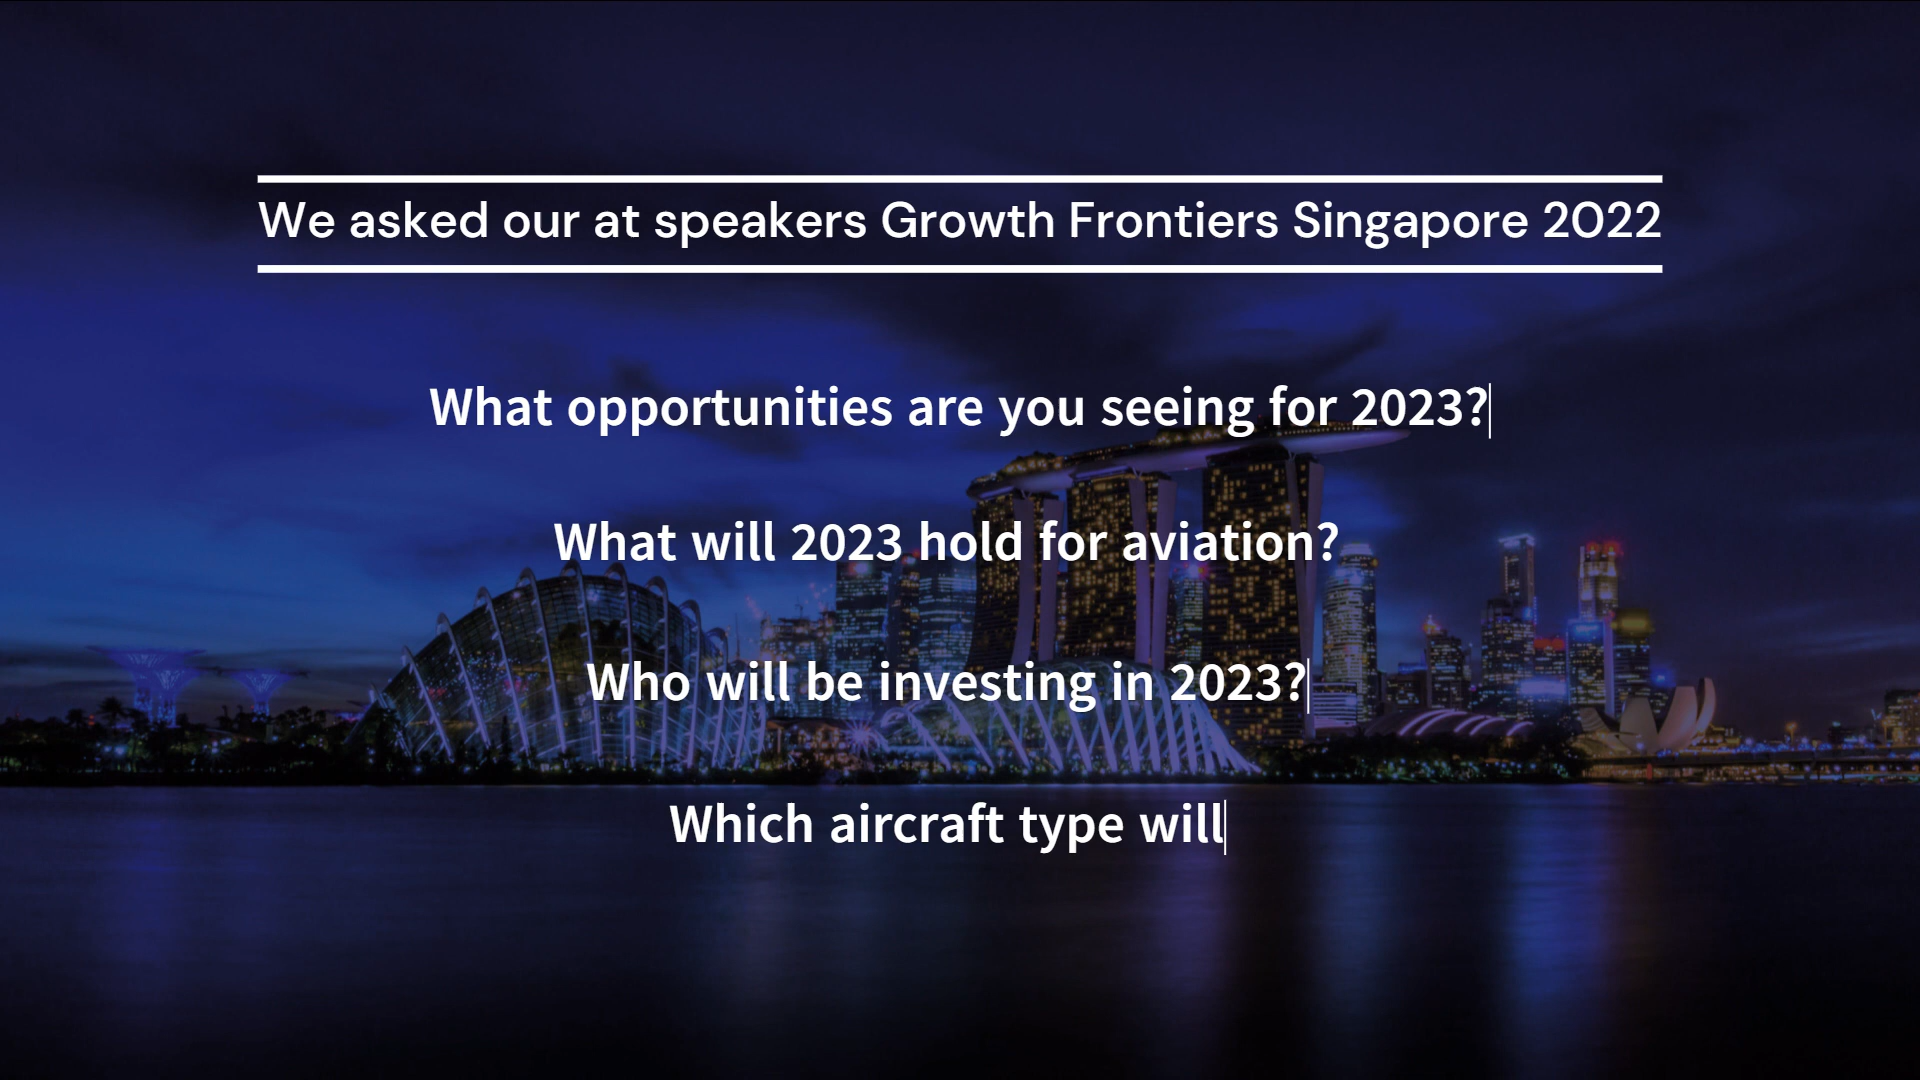 We asked our at speakers Growth Frontiers Singapore 2022
What opportunities are you seeing for 2023?
What will 2023 hold for aviation?
Who will be investing in 2023?
Which aircraft type will